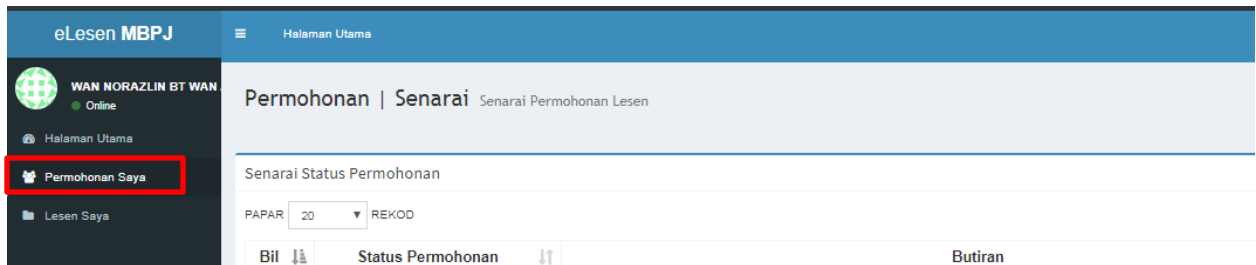 eLesen MBPJ
Halaman Utama
WAN NORAZLIN BT WAN
Online
Halaman Utama
Permohonan Saya
Lesen Saya
Permohonan | Senarai Senarai Permohonan Lesen
Senarai Status Permohonan
PAPAR 20 REKOD
Bil Status Permohonan Butiran